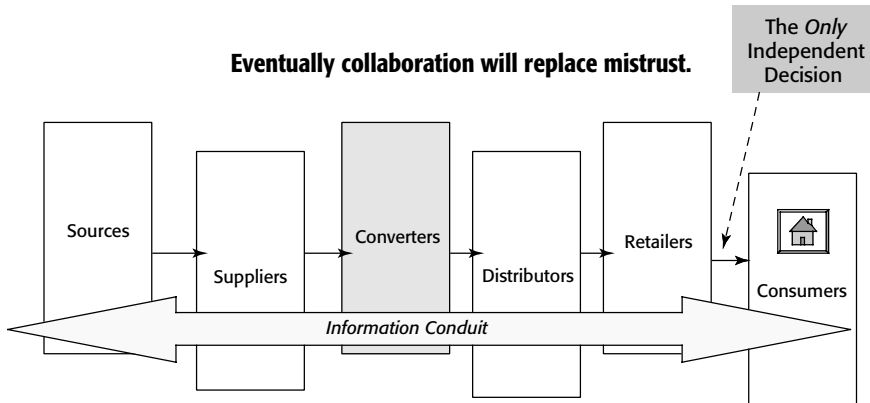 The Only
Independent
Decision
Eventually collaboration will replace mistrust.
Sources
Suppliers
Converters
Distributors
Retailers
Consumers
Information Conduit